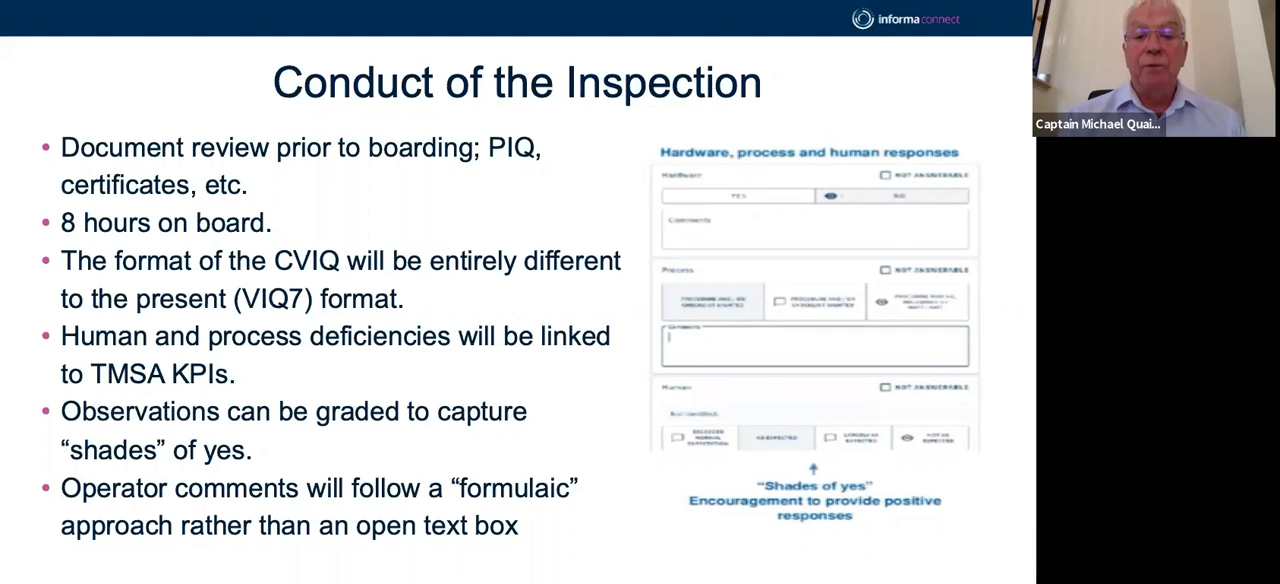 informa connect
Captain Michael Quai...
Conduct of the Inspection
• Document review prior to boarding; PIQ,
certificates, etc.
• 8 hours on board.
• The format of the CVIQ will be entirely different
to the present (VIQ7) format.
• Human and process deficiencies will be linked
to TMSA KPIs.
• Observations can be graded to capture
“shades” of yes.
• Operator comments will follow a “formulaic”
approach rather than an open text box
Hardware, process and human responses
Hardware
NOT ANSWERABLE
YES
NO
Comments
Process
NOT ANSWERABLE
Comments
Human
NOT ANSWERABLE
AS EXPECTED
NOT AS
EXPECTED
“Shades of yes”
Encouragement to provide positive
responses